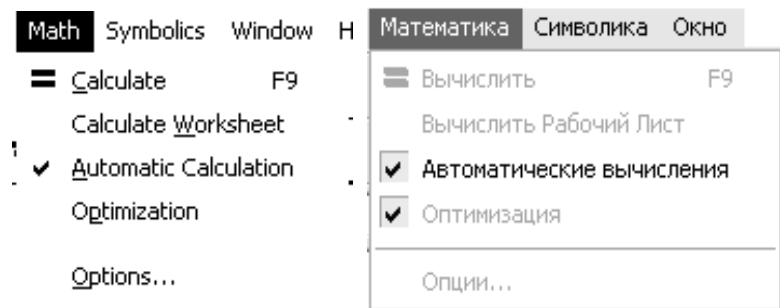 Math Symbolics Window H
Calculate F9
Calculate Worksheet
Automatic Calculation
Optimization
Options...
Математика Символика Окно
Вычислить F9
Вычислить Рабочий Лист
Автоматические вычисления
Оптимизация
Опции...